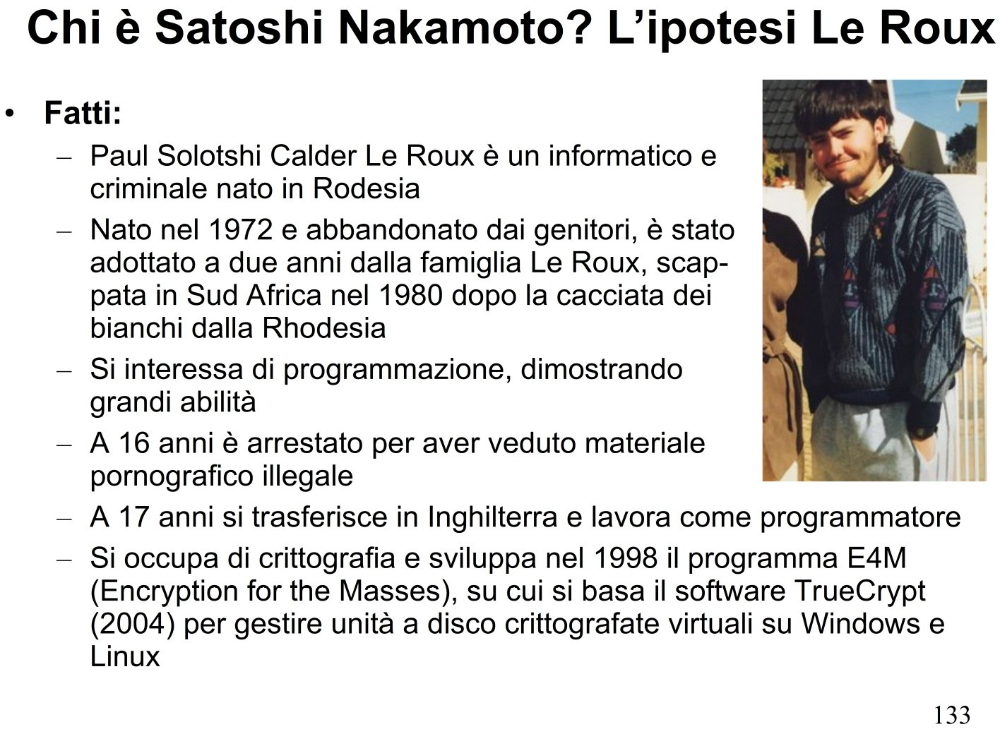 Chi è Satoshi Nakamoto? L’ipotesi Le Roux
• Fatti:
– Paul Solotshi Calder Le Roux è un informatico e
criminale nato in Rodesia
– Nato nel 1972 e abbandonato dai genitori, è stato
adottato a due anni dalla famiglia Le Roux, scap-
pata in Sud Africa nel 1980 dopo la cacciata dei
bianchi dalla Rhodesia
– Si interessa di programmazione, dimostrando
grandi abilità
– A 16 anni è arrestato per aver veduto materiale
pornografico illegale
– A 17 anni si trasferisce in Inghilterra e lavora come programmatore
– Si occupa di crittografia e sviluppa nel 1998 il programma E4M
(Encryption for the Masses), su cui si basa il software TrueCrypt
(2004) per gestire unità a disco crittografate virtuali su Windows e
Linux
133